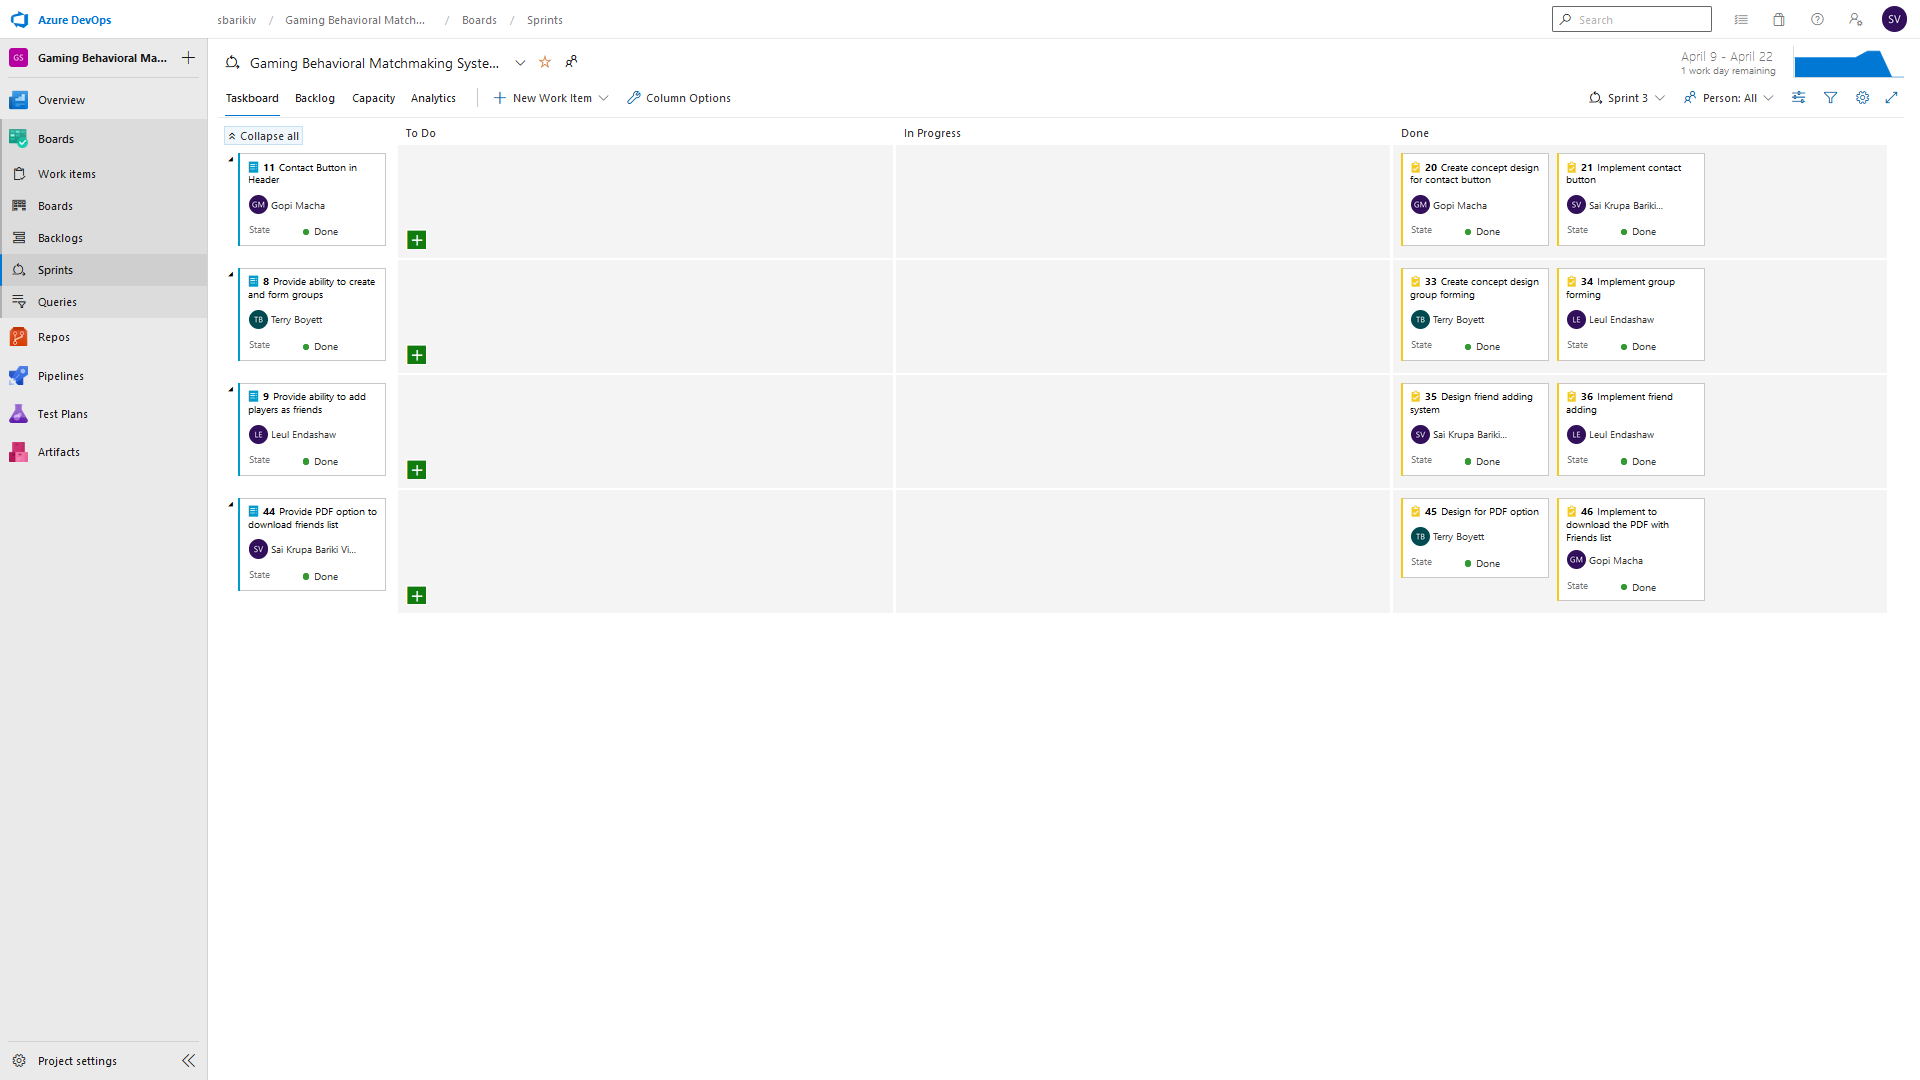 Azure DevOps
sbarikiv / Gaming Behavioral Match... / Boards / Sprints
Search
SV
GS Gaming Behavioral Ma...
Overview
Boards
Work items
Boards
Backlogs
Sprints
Queries
Repos
Pipelines
Test Plans
Artifacts
Project settings
Gaming Behavioral Matchmaking Syste...
April 9 - April 22
1 work day remaining
Taskboard Backlog Capacity Analytics New Work Item Column Options
Sprint 3 Person: All
Collapse all
To Do
In Progress
Done
11 Contact Button in
Header
GM Gopi Macha
State Done
20 Create concept design
for contact button
GM Gopi Macha
State Done
21 Implement contact
button
SV Sai Krupa Bariki...
State Done
8 Provide ability to create
and form groups
TB Terry Boyett
State Done
33 Create concept design
group forming
TB Terry Boyett
State Done
34 Implement group
forming
LE Leul Endashaw
State Done
9 Provide ability to add
players as friends
LE Leul Endashaw
State Done
35 Design friend adding
system
SV Sai Krupa Bariki...
State Done
36 Implement friend
adding
LE Leul Endashaw
State Done
44 Provide PDF option to
download friends list
SV Sai Krupa Bariki Vi...
State Done
45 Design for PDF option
TB Terry Boyett
State Done
46 Implement to
download the PDF with
Friends list
GM Gopi Macha
State Done